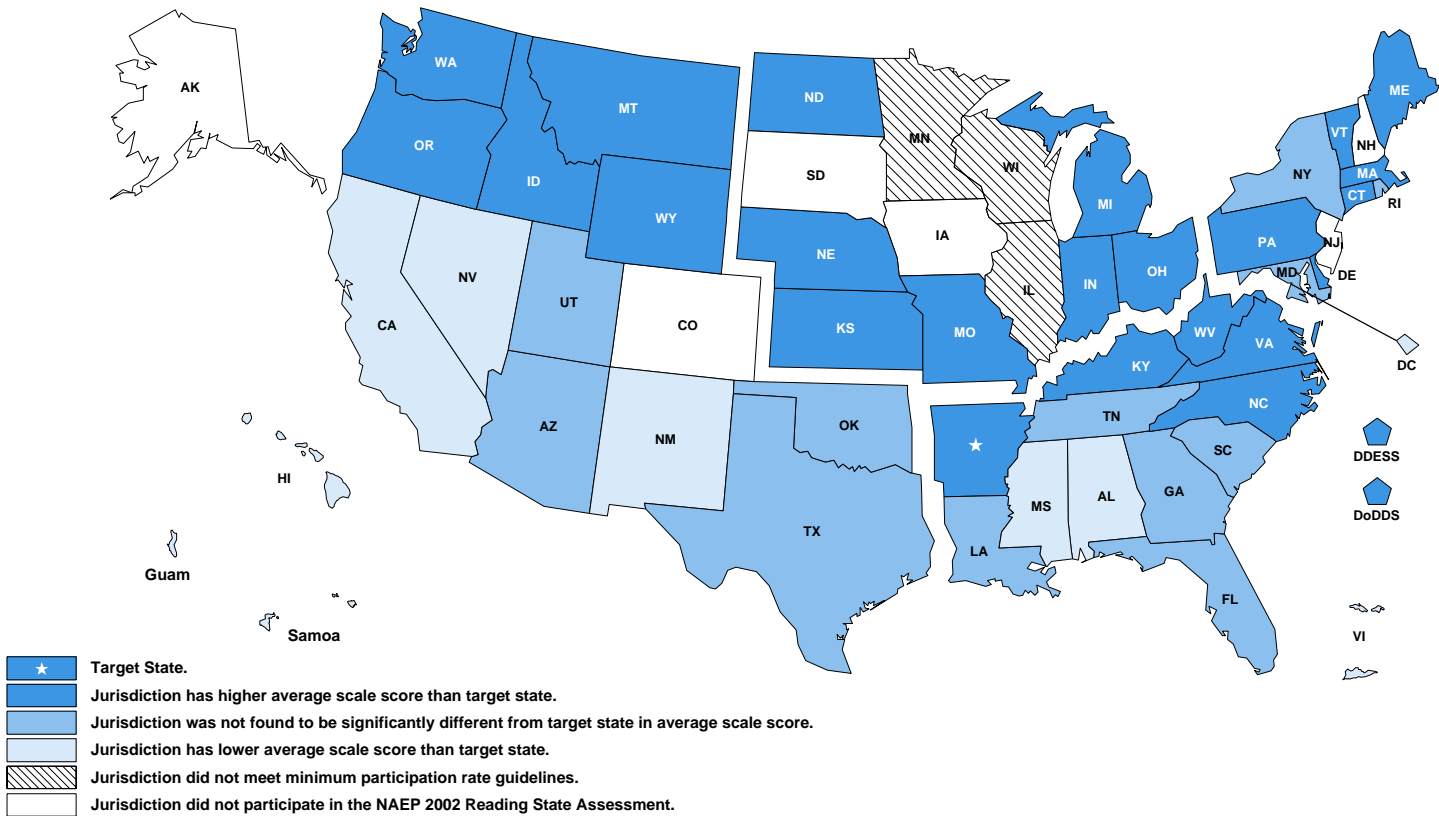 WA
MT
ND
MN
ME
AK
OR
ID
SD
WI
VT
NH
NY
MA
CT
RI
WY
MI
IA
NE
PA
NJ
NV
UT
CO
IL
IN
OH
MD
DE
CA
KS
MO
WV
VA
KY
DC
AZ
NM
OK
TN
NC
HI
SC
DDESS
MS
AL
GA
TX
LA
DoDDS
Guam
FL
Samoa
VI
Target State.
Jurisdiction has higher average scale score than target state.
Jurisdiction was not found to be significantly different from target state in average scale score.
Jurisdiction has lower average scale score than target state.
Jurisdiction did not meet minimum participation rate guidelines.
Jurisdiction did not participate in the NAEP 2002 Reading State Assessment.